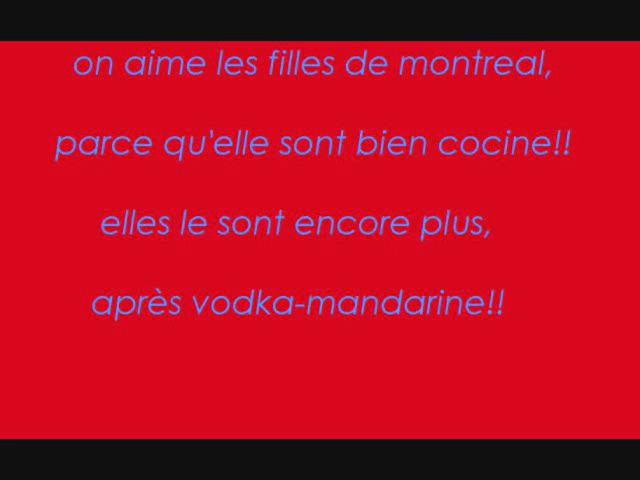 on aime les filles de montreal,
parce qu'elle sont bien cocine!!
elles le sont encore plus,
après vodka-mandarine!!